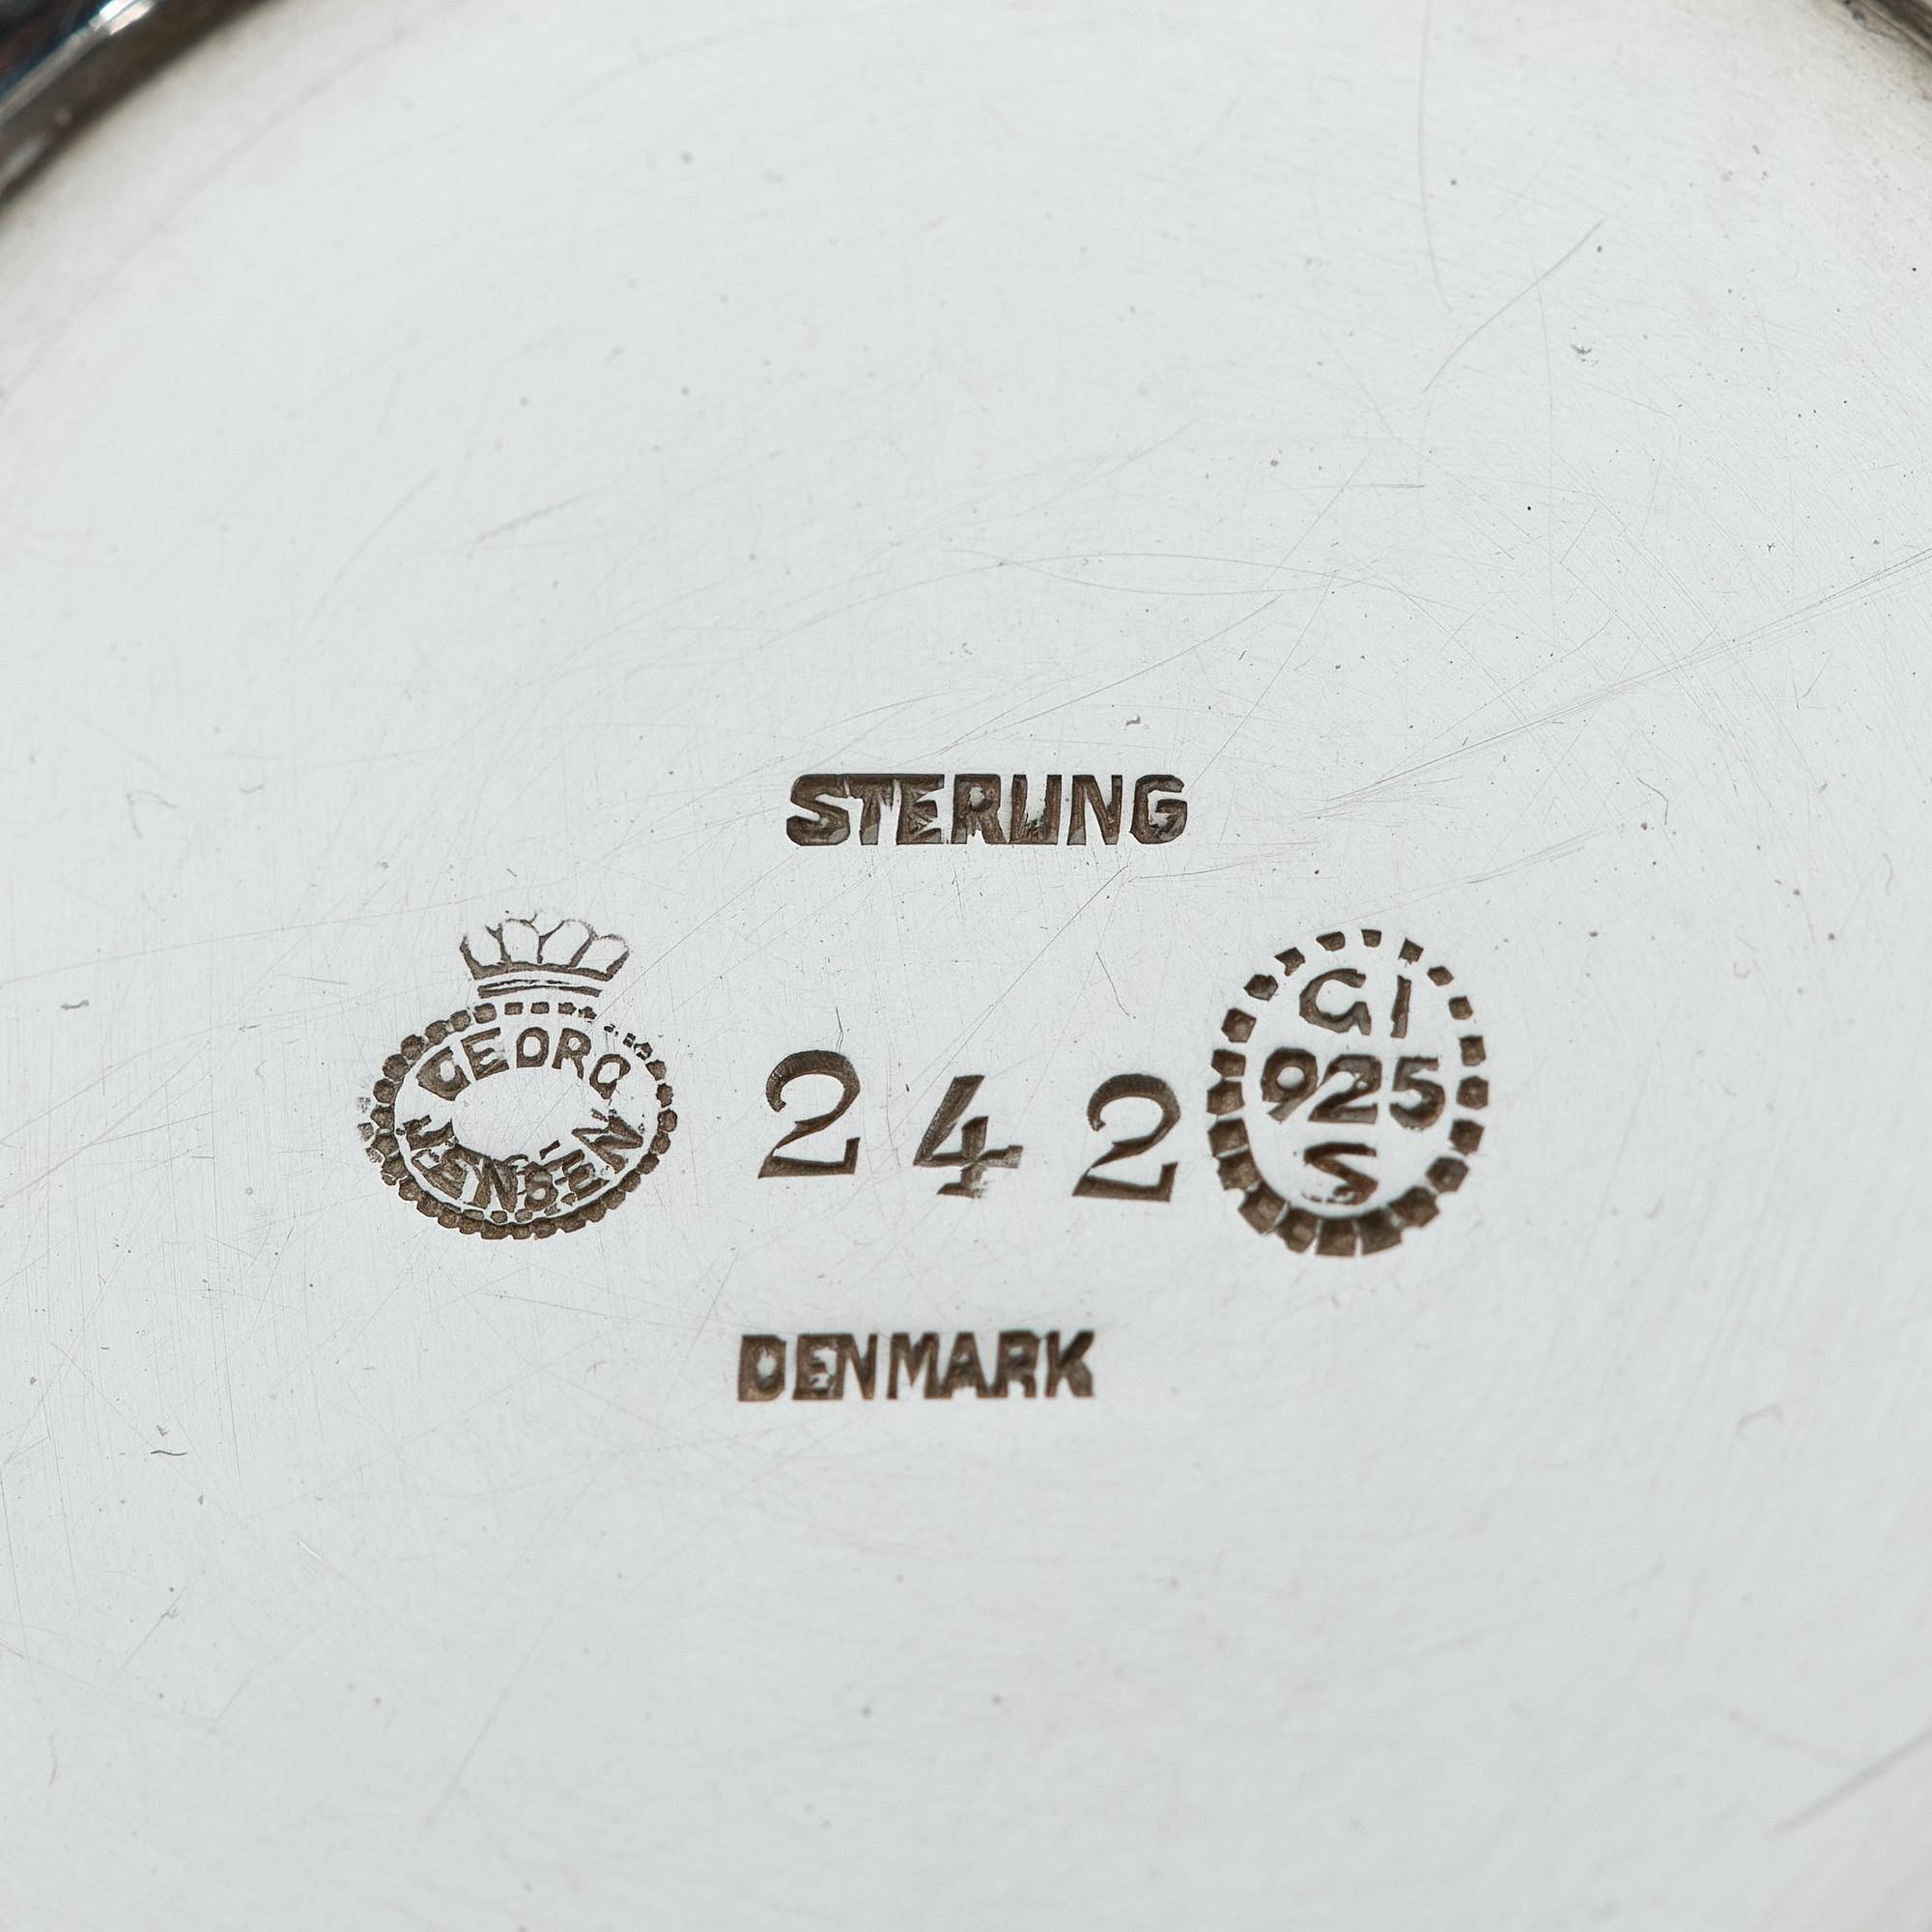 STERLING
GEORG
JENSEN
242
GI
925
S
DENMARK